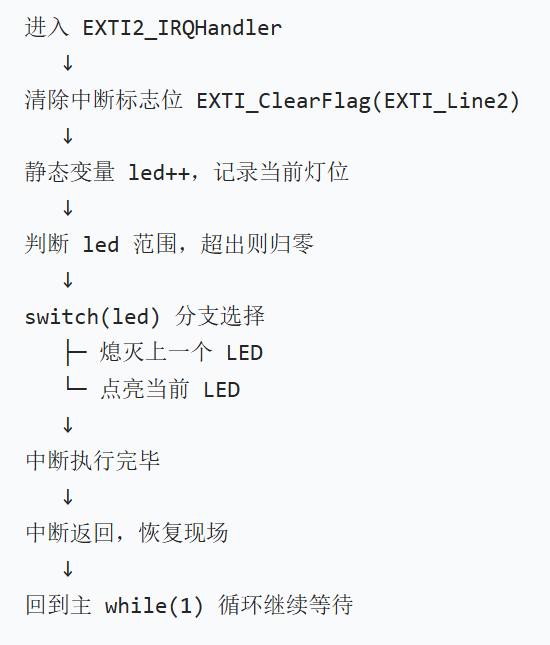 进入 EXTI2_IRQHandler
↓
清除中断标志位 EXTI_ClearFlag(EXTI_Line2)
↓
静态变量 led++，记录当前灯位
↓
判断 led 范围，超出则归零
↓
switch(led) 分支选择
├─ 熄灭上一个 LED
└─ 点亮当前 LED
↓
中断执行完毕
↓
中断返回，恢复现场
↓
回到主 while(1) 循环继续等待